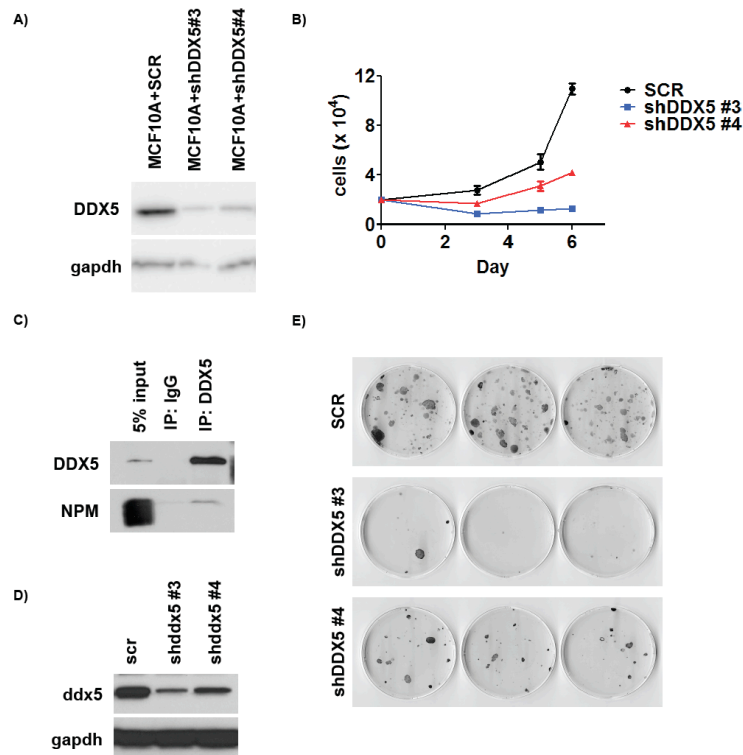 A)
MCF10A+SCR
MCF10A+shDDX5#3
MCF10A+shDDX5#4
DDX5
gapdh
B)
12
8
4
0
0
2
4
6
cells (x 10⁴)
Day
SCR
shDDX5 #3
shDDX5 #4
C)
5% input
IP: IgG
IP: DDX5
DDX5
NPM
D)
scr
shddx5 #3
shddx5 #4
ddx5
gapdh
E)
SCR
shDDX5 #3
shDDX5 #4